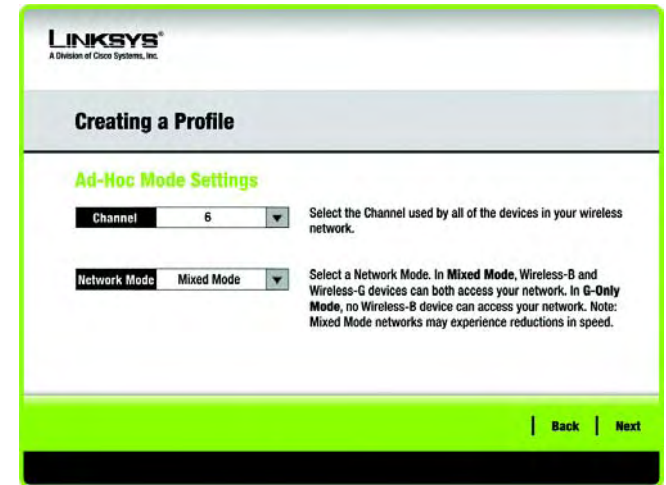 LINKSYS®
A Division of Cisco Systems, Inc.
Creating a Profile
Ad-Hoc Mode Settings
Channel 6
Select the Channel used by all of the devices in your wireless
network.
Network Mode Mixed Mode
Select a Network Mode. In Mixed Mode, Wireless-B and
Wireless-G devices can both access your network. In G-Only
Mode, no Wireless-B device can access your network. Note:
Mixed Mode networks may experience reductions in speed.
Back Next